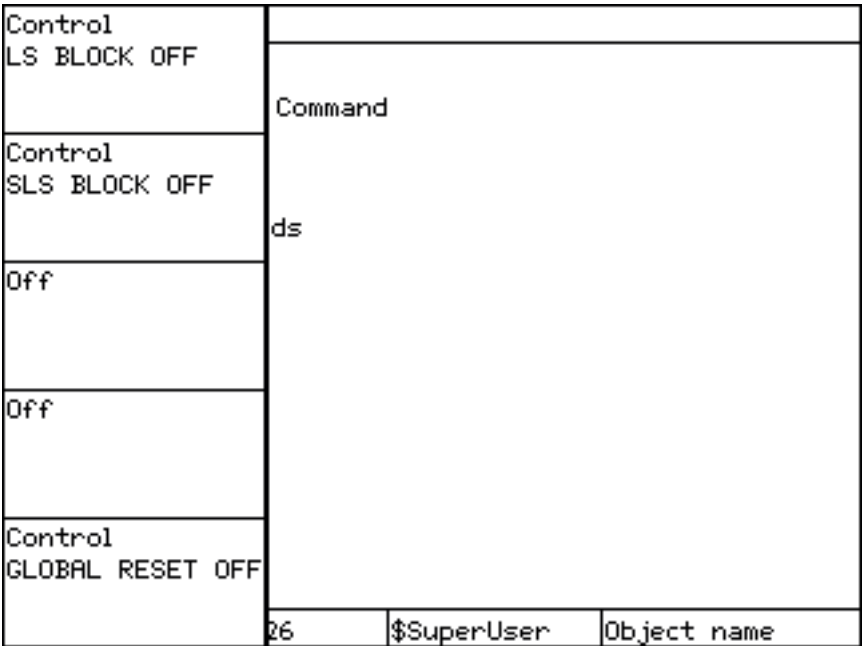 Control
LS BLOCK OFF
Control
SLS BLOCK OFF
Off
Off
Control
GLOBAL RESET OFF
Command
ds
26
$SuperUser
Object name